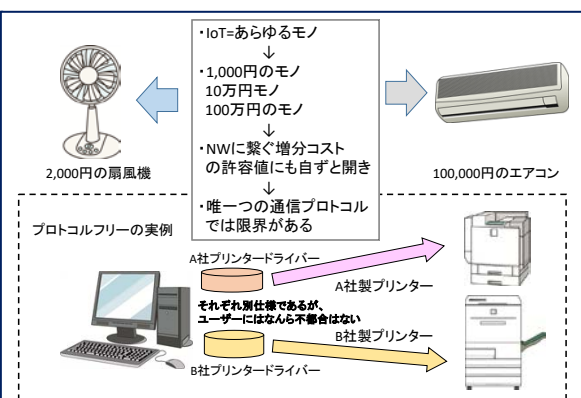 ・IoT=あらゆるモノ
↓
・1,000円のモノ
10万円モノ
100万円のモノ
↓
・NWに繋ぐ増分コスト
の許容値にも自ずと開き
↓
・唯一つの通信プロトコル
では限界がある
2,000円の扇風機
100,000円のエアコン
プロトコルフリーの実例
A社プリンタードライバー
A社製プリンター
それぞれ別仕様であるが、
ユーザーにはなんら不都合はない
B社製プリンター
B社プリンタードライバー